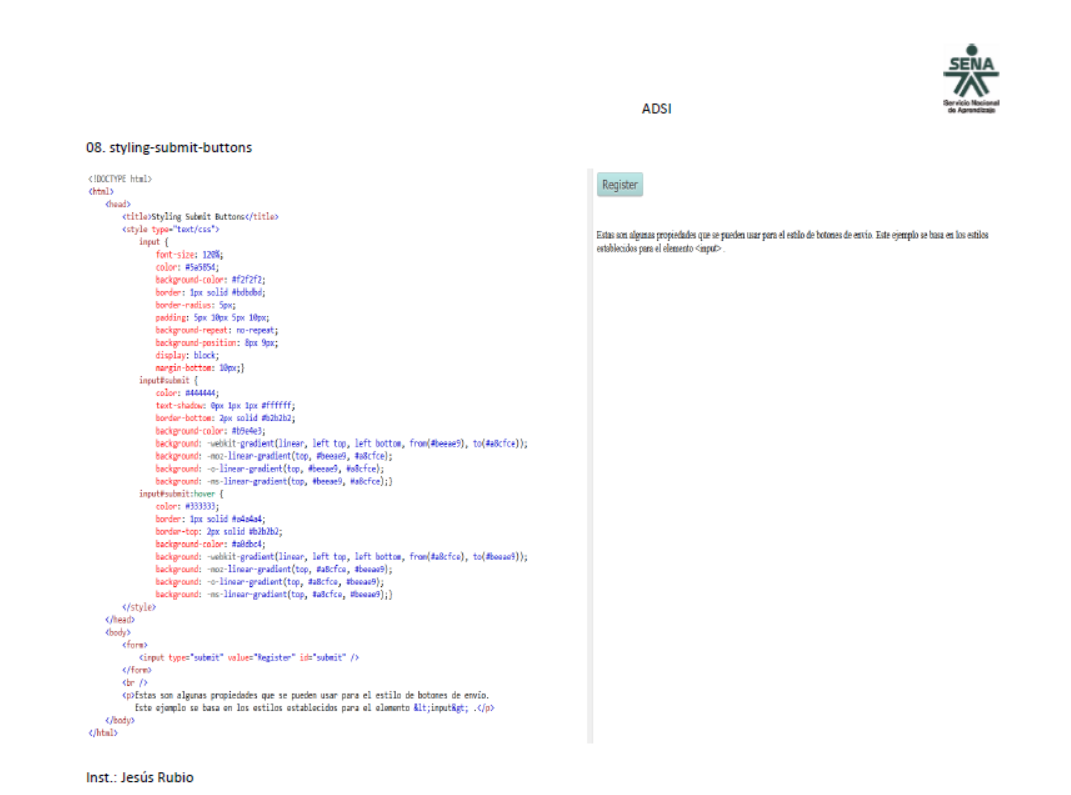 SENA
Servicio Nacional
de Aprendizaje
ADSI
08. styling-submit-buttons
<!DOCTYPE html>
<html>
<head>
<title>Styling Submit Buttons</title>
<style type="text/css">
input {
font-size: 120%;
color: #5a5854;
background-color: #f2f2f2;
border: 1px solid #bdbdbd;
border-radius: 5px;
padding: 5px 10px 5px 10px;
background-repeat: no-repeat;
background-position: 8px 9px;
display: block;
margin-bottom: 10px;}
input#submit {
color: #444444;
text-shadow: 0px 1px 1px #ffffff;
border-bottom: 2px solid #b2b2b2;
background-color: #b9e4e3;
background: -webkit-gradient(linear, left top, left bottom, from(#beeae9), to(#a8cfce));
background: -moz-linear-gradient(top, #beeae9, #a8cfce);
background: -o-linear-gradient(top, #beeae9, #a8cfce);
background: -ms-linear-gradient(top, #beeae9, #a8cfce);}
input#submit:hover {
color: #333333;
border: 1px solid #a4a4a4;
border-top: 2px solid #b2b2b2;
background-color: #a0dbc4;
background: -webkit-gradient(linear, left top, left bottom, from(#a8cfce), to(#beeae9));
background: -moz-linear-gradient(top, #a8cfce, #beeae9);
background: -o-linear-gradient(top, #a8cfce, #beeae9);
background: -ms-linear-gradient(top, #a8cfce, #beeae9);}
</style>
</head>
<body>
<form>
<input type="submit" value="Register" id="submit" />
</form>
<br />
<p>Estas son algunas propiedades que se pueden usar para el estilo de botones de envío.
Este ejemplo se basa en los estilos establecidos para el elemento &lt;input&gt; .</p>
</body>
</html>
Register
Estas son algunas propiedades que se pueden usar para el estilo de botones de envío. Este ejemplo se basa en los estilos
establecidos para el elemento <input> .
Inst.: Jesús Rubio